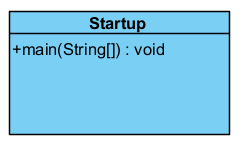 Startup
+main(String[]) : void